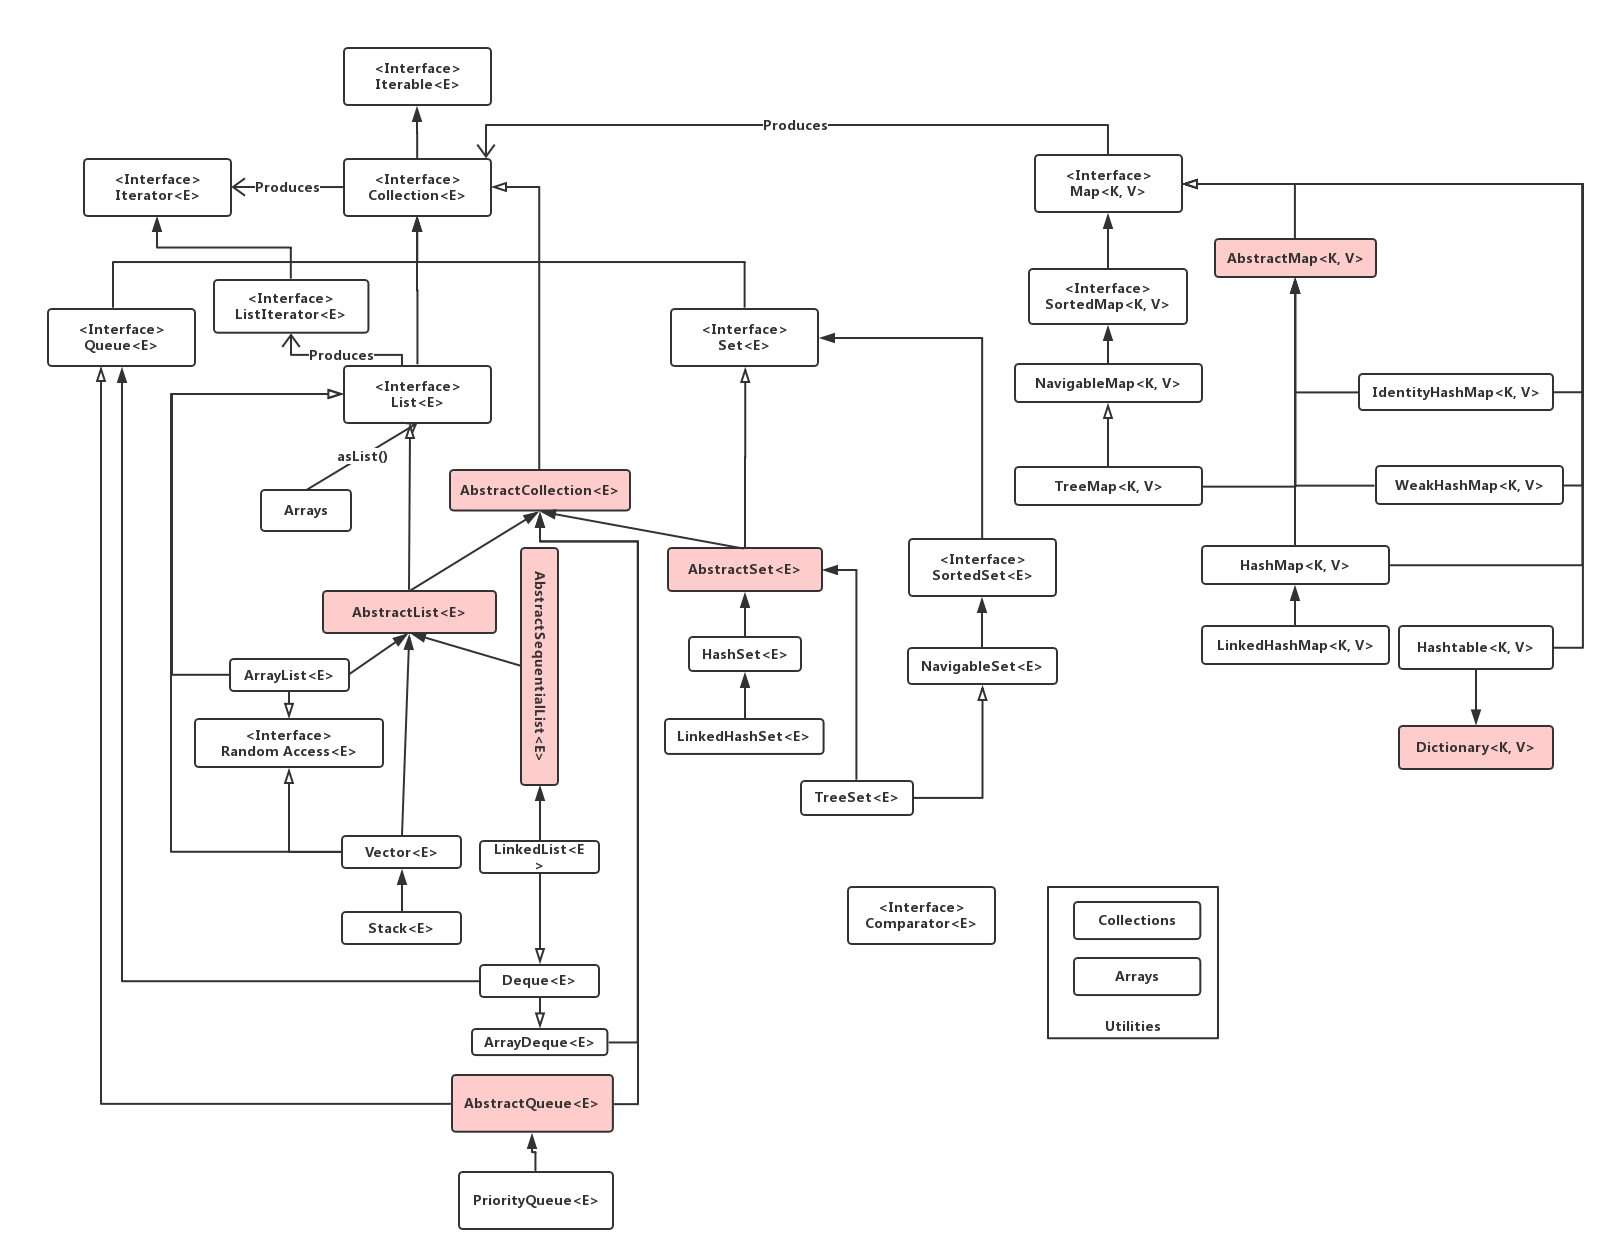 <Interface>
Iterable<E>
Produces
<Interface>
Iterator<E>
Produces
<Interface>
Collection<E>
<Interface>
Map<K, V>
AbstractMap<K, V>
<Interface>
ListIterator<E>
<Interface>
SortedMap<K, V>
<Interface>
Queue<E>
<Interface>
Set<E>
Produces
<Interface>
List<E>
NavigableMap<K, V>
IdentityHashMap<K, V>
asList()
Arrays
AbstractCollection<E>
TreeMap<K, V>
WeakHashMap<K, V>
AbstractSet<E>
<Interface>
SortedSet<E>
HashMap<K, V>
AbstractList<E>
AbstractSequentialList<E>
HashSet<E>
NavigableSet<E>
LinkedHashMap<K, V>
Hashtable<K, V>
ArrayList<E>
<Interface>
Random Access<E>
LinkedHashSet<E>
Dictionary<K, V>
TreeSet<E>
Vector<E>
LinkedList<E
>
Stack<E>
<Interface>
Comparator<E>
Collections
Arrays
Utilities
Deque<E>
ArrayDeque<E>
AbstractQueue<E>
PriorityQueue<E>